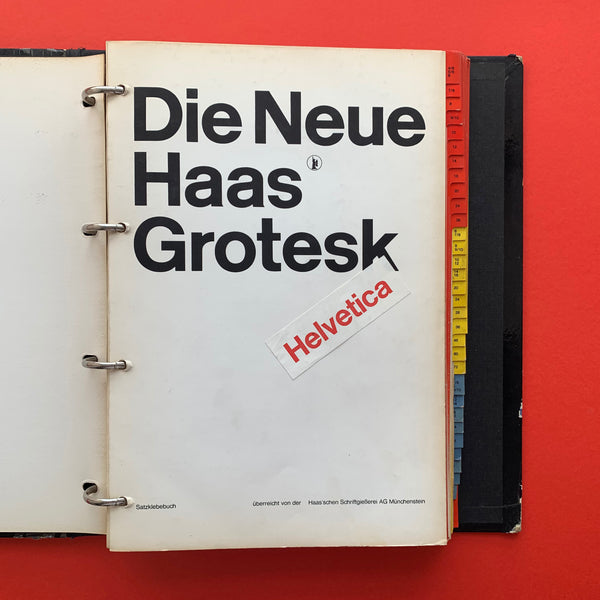 Die Neue
Haas
Grotesk
Helvetica
Satzklebebuch
überreicht von der Haas'schen Schriftgießerei AG Münchenstein